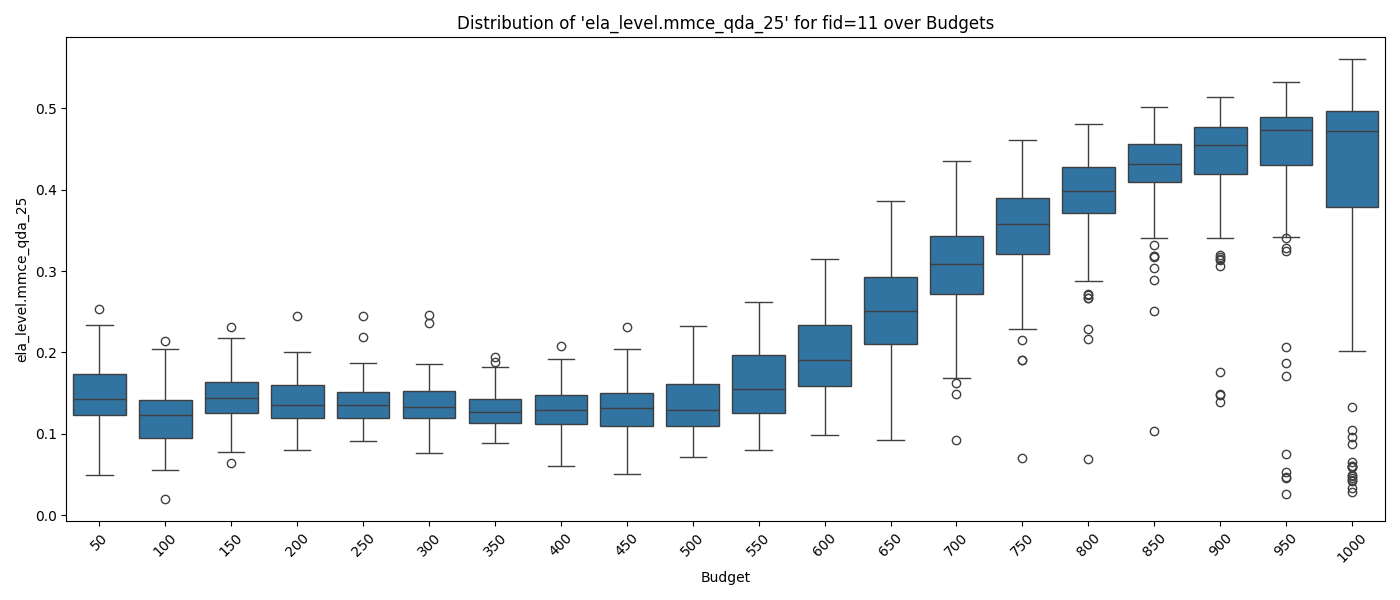 Distribution of 'ela_level.mmce_qda_25' for fid=11 over Budgets
ela_level.mmce_qda_25
0.5
0.4
0.3
0.2
0.1
0.0
50 100 150 200 250 300 350 400 450 500 550 600 650 700 750 800 850 900 950 1000
Budget